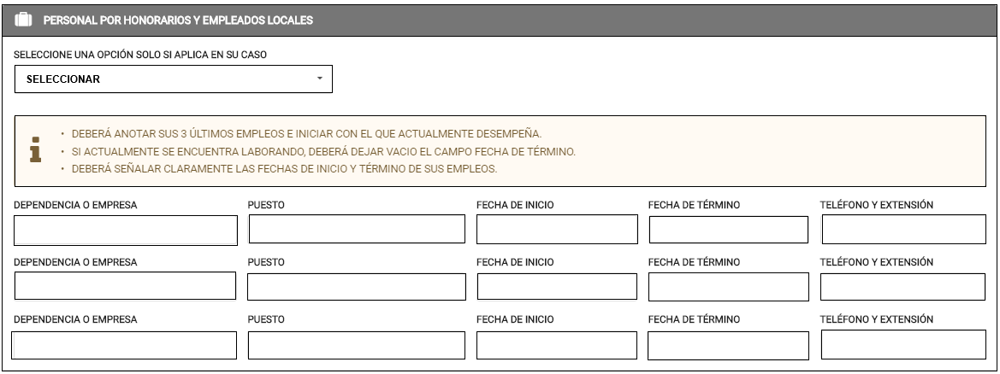 PERSONAL POR HONORARIOS Y EMPLEADOS LOCALES
SELECCIONE UNA OPCIÓN SOLO SI APLICA EN SU CASO
SELECCIONAR
• DEBERÁ ANOTAR SUS 3 ÚLTIMOS EMPLEOS E INICIAR CON EL QUE ACTUALMENTE DESEMPEÑA.
• SI ACTUALMENTE SE ENCUENTRA LABORANDO, DEBERÁ DEJAR VACIO EL CAMPO FECHA DE TÉRMINO.
• DEBERÁ SEÑALAR CLARAMENTE LAS FECHAS DE INICIO Y TÉRMINO DE SUS EMPLEOS.
DEPENDENCIA O EMPRESA PUESTO FECHA DE INICIO FECHA DE TÉRMINO TELÉFONO Y EXTENSIÓN
DEPENDENCIA O EMPRESA PUESTO FECHA DE INICIO FECHA DE TÉRMINO TELÉFONO Y EXTENSIÓN
DEPENDENCIA O EMPRESA PUESTO FECHA DE INICIO FECHA DE TÉRMINO TELÉFONO Y EXTENSIÓN